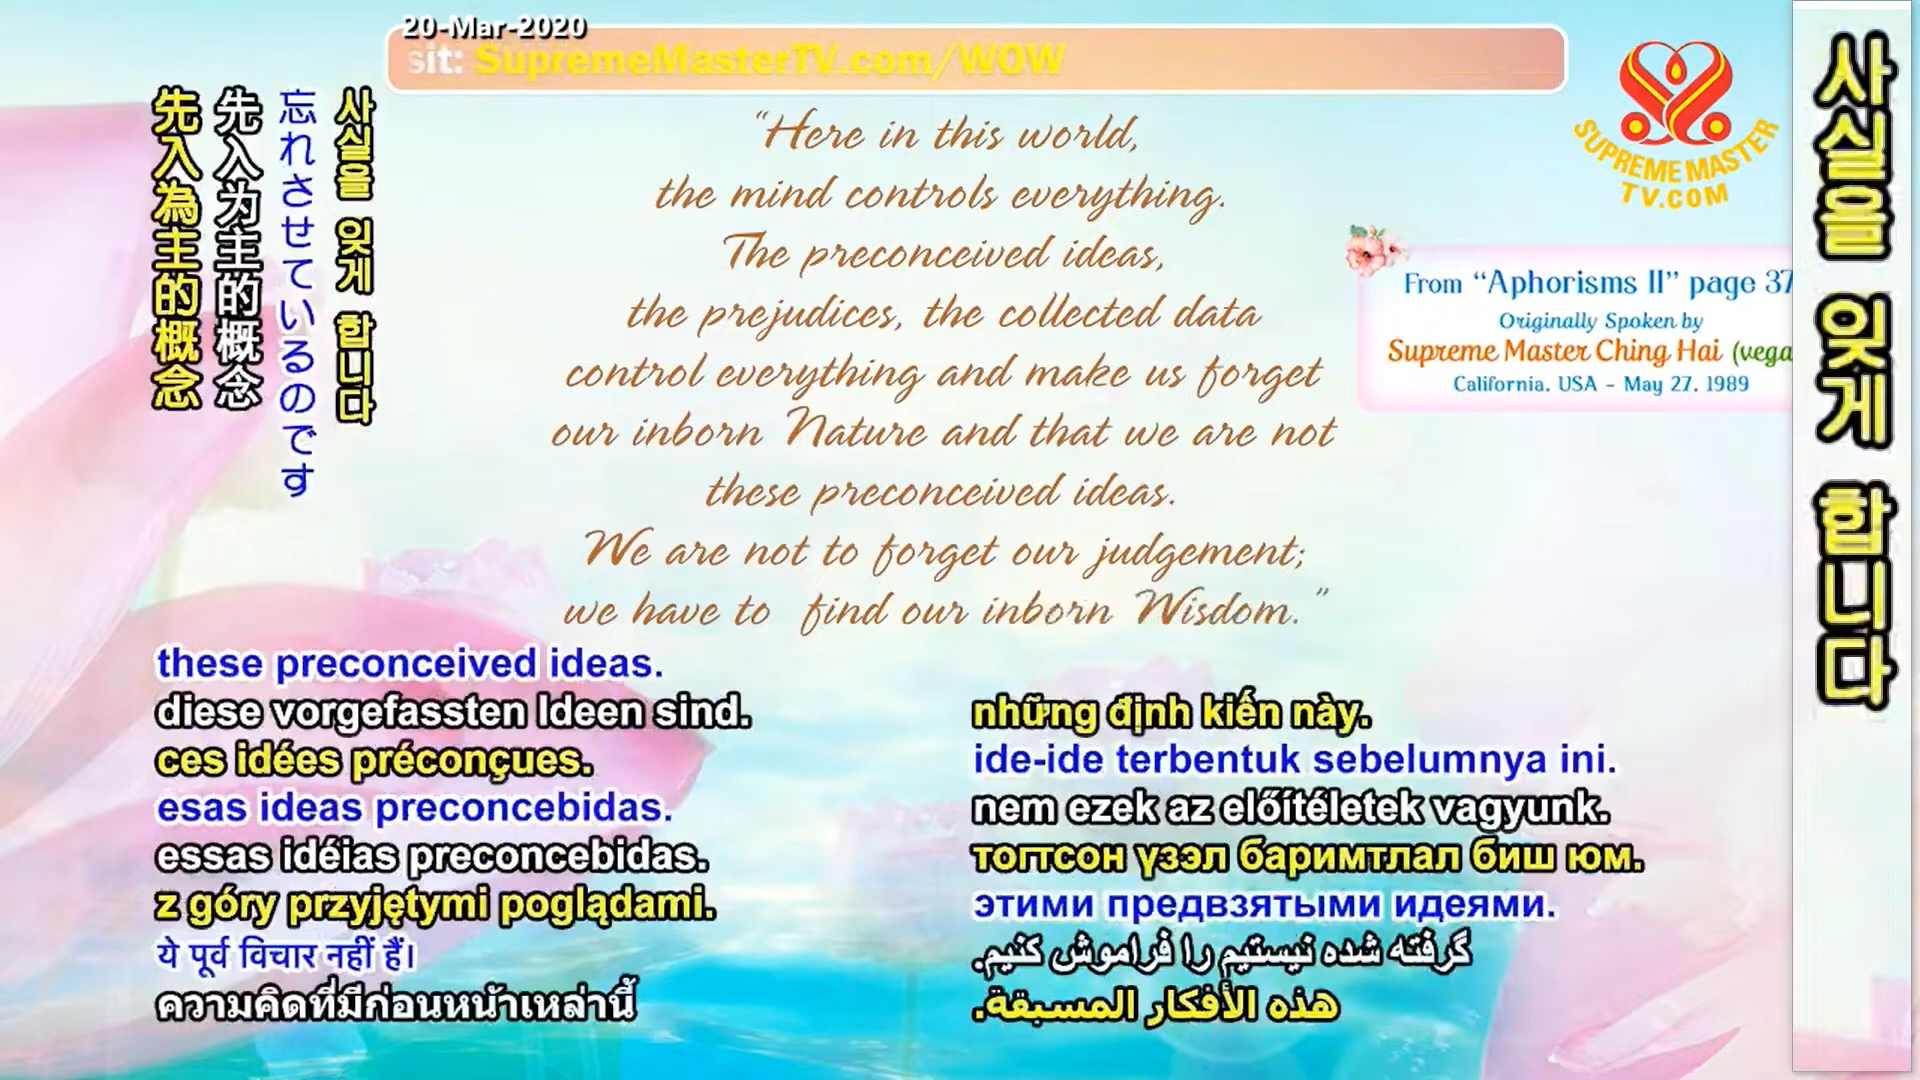 20-Mar-2020
sit: SupremeMasterTV.com/WOW
SUPREME MASTER
TV.COM
사실을 잊게 합니다
忘れさせているのです
先入为主的概念
先入為主的概念
“Here in this world,
the mind controls everything.
The preconceived ideas,
the prejudices, the collected data
control everything and make us forget
our inborn Nature and that we are not
these preconceived ideas.
We are not to forget our judgement;
we have to find our inborn Wisdom.”
From “Aphorisms II” page 37
Originally Spoken by
Supreme Master Ching Hai (vega
California, USA - May 27, 1989
사실을 잊게 합니다
these preconceived ideas.
diese vorgefassten Ideen sind.
ces idées préconçues.
esas ideas preconcebidas.
essas idéias preconcebidas.
z góry przyjętymi poglądami.
ये पूर्व विचार नहीं हैं।
ความคิดที่มีก่อนหน้าเหล่านี้
những định kiến này.
ide-ide terbentuk sebelumnya ini.
nem ezek az előítéletek vagyunk.
тогтсон үзэл баримтлал биш юм.
этими предвзятыми идеями.
گرفته شده نیستیم را فراموش کنیم.
هذه الأفكار المسبقة.